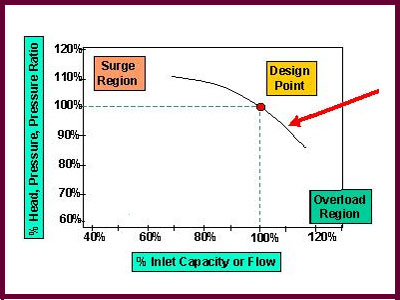 120%
Surge
Region
Design
Point
100%
90%
80%
70%
60%
% Head, Pressure, Pressure Ratio
Overload
Region
40%
60%
80%
100%
120%
% Inlet Capacity or Flow